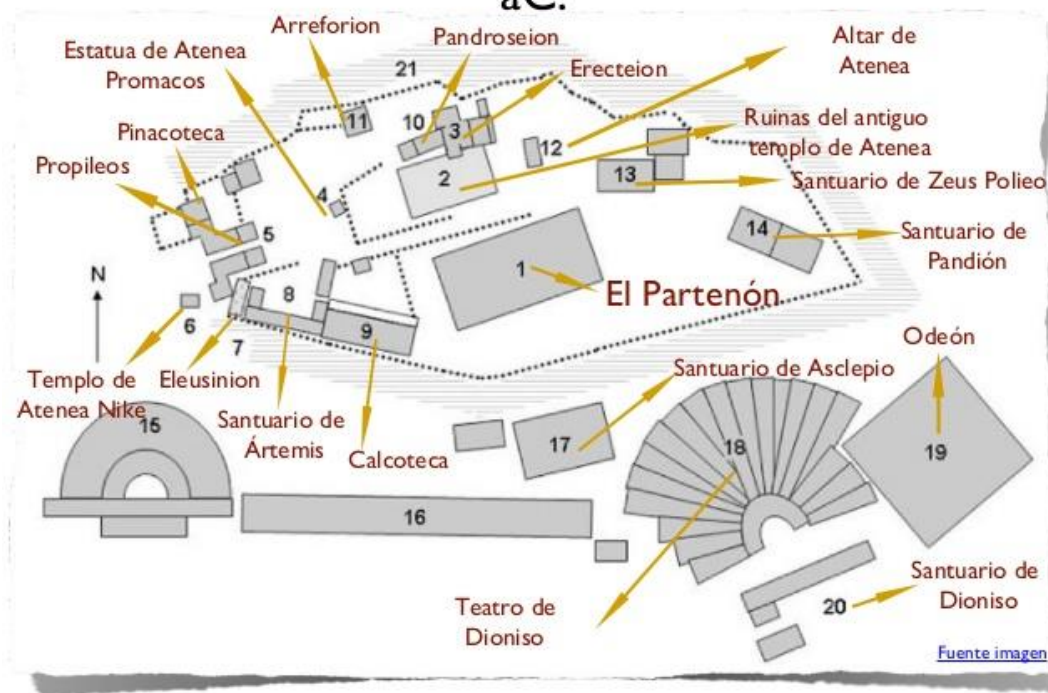 aC.
Arreforion
Estatua de Atenea
Promacos
Pandroseion
Altar de
Atenea
21
Erecteion
Pinacoteca
11
10
3
Ruinas del antiguo
templo de Atenea
12
Propileos
2
13
Santuario de Zeus Polieo
4
5
14
Santuario de
Pandión
N
1
El Partenón
8
6
9
7
Odeón
Templo de
Atenea Nike
Eleusinion
Santuario de Asclepio
15
Santuario de
Ártemis
Calcoteca
17
18
19
16
Santuario de
Dioniso
20
Teatro de
Dioniso
Fuente imagen